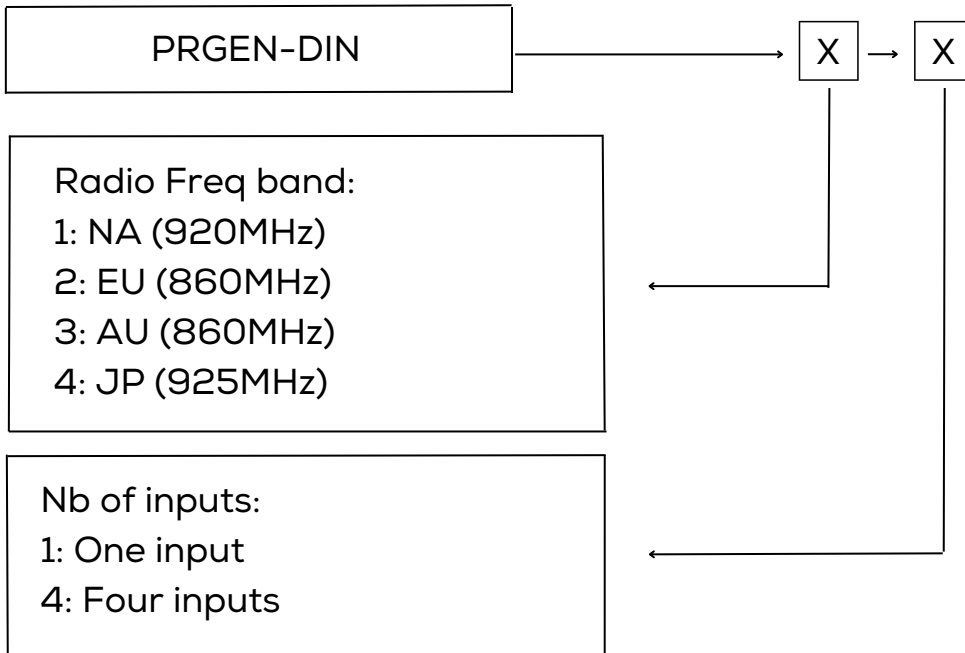 PRGEN-DIN
X
X
Radio Freq band:
1: NA (920MHz)
2: EU (860MHz)
3: AU (860MHz)
4: JP (925MHz)
Nb of inputs:
1: One input
4: Four inputs